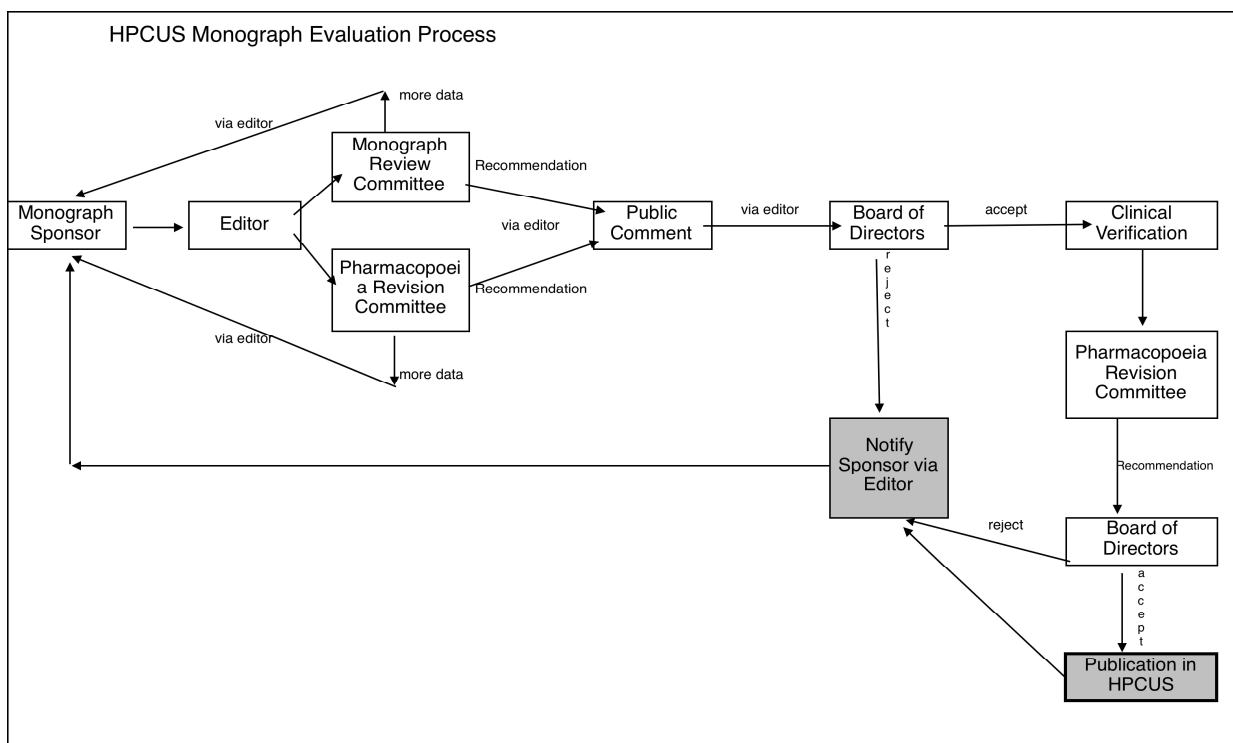 HPCUS Monograph Evaluation Process
more data
via editor
Monograph
Review
Committee
Recommendation
Monograph
Sponsor
Editor
via editor
Public
Comment
via editor
Board of
Directors
accept
Clinical
Verification
Pharmacopoei
a Revision
Committee
Recommendation
reject
via editor
more data
Pharmacopoeia
Revision
Committee
Notify
Sponsor via
Editor
Recommendation
reject
Board of
Directors
accept
Publication in
HPCUS